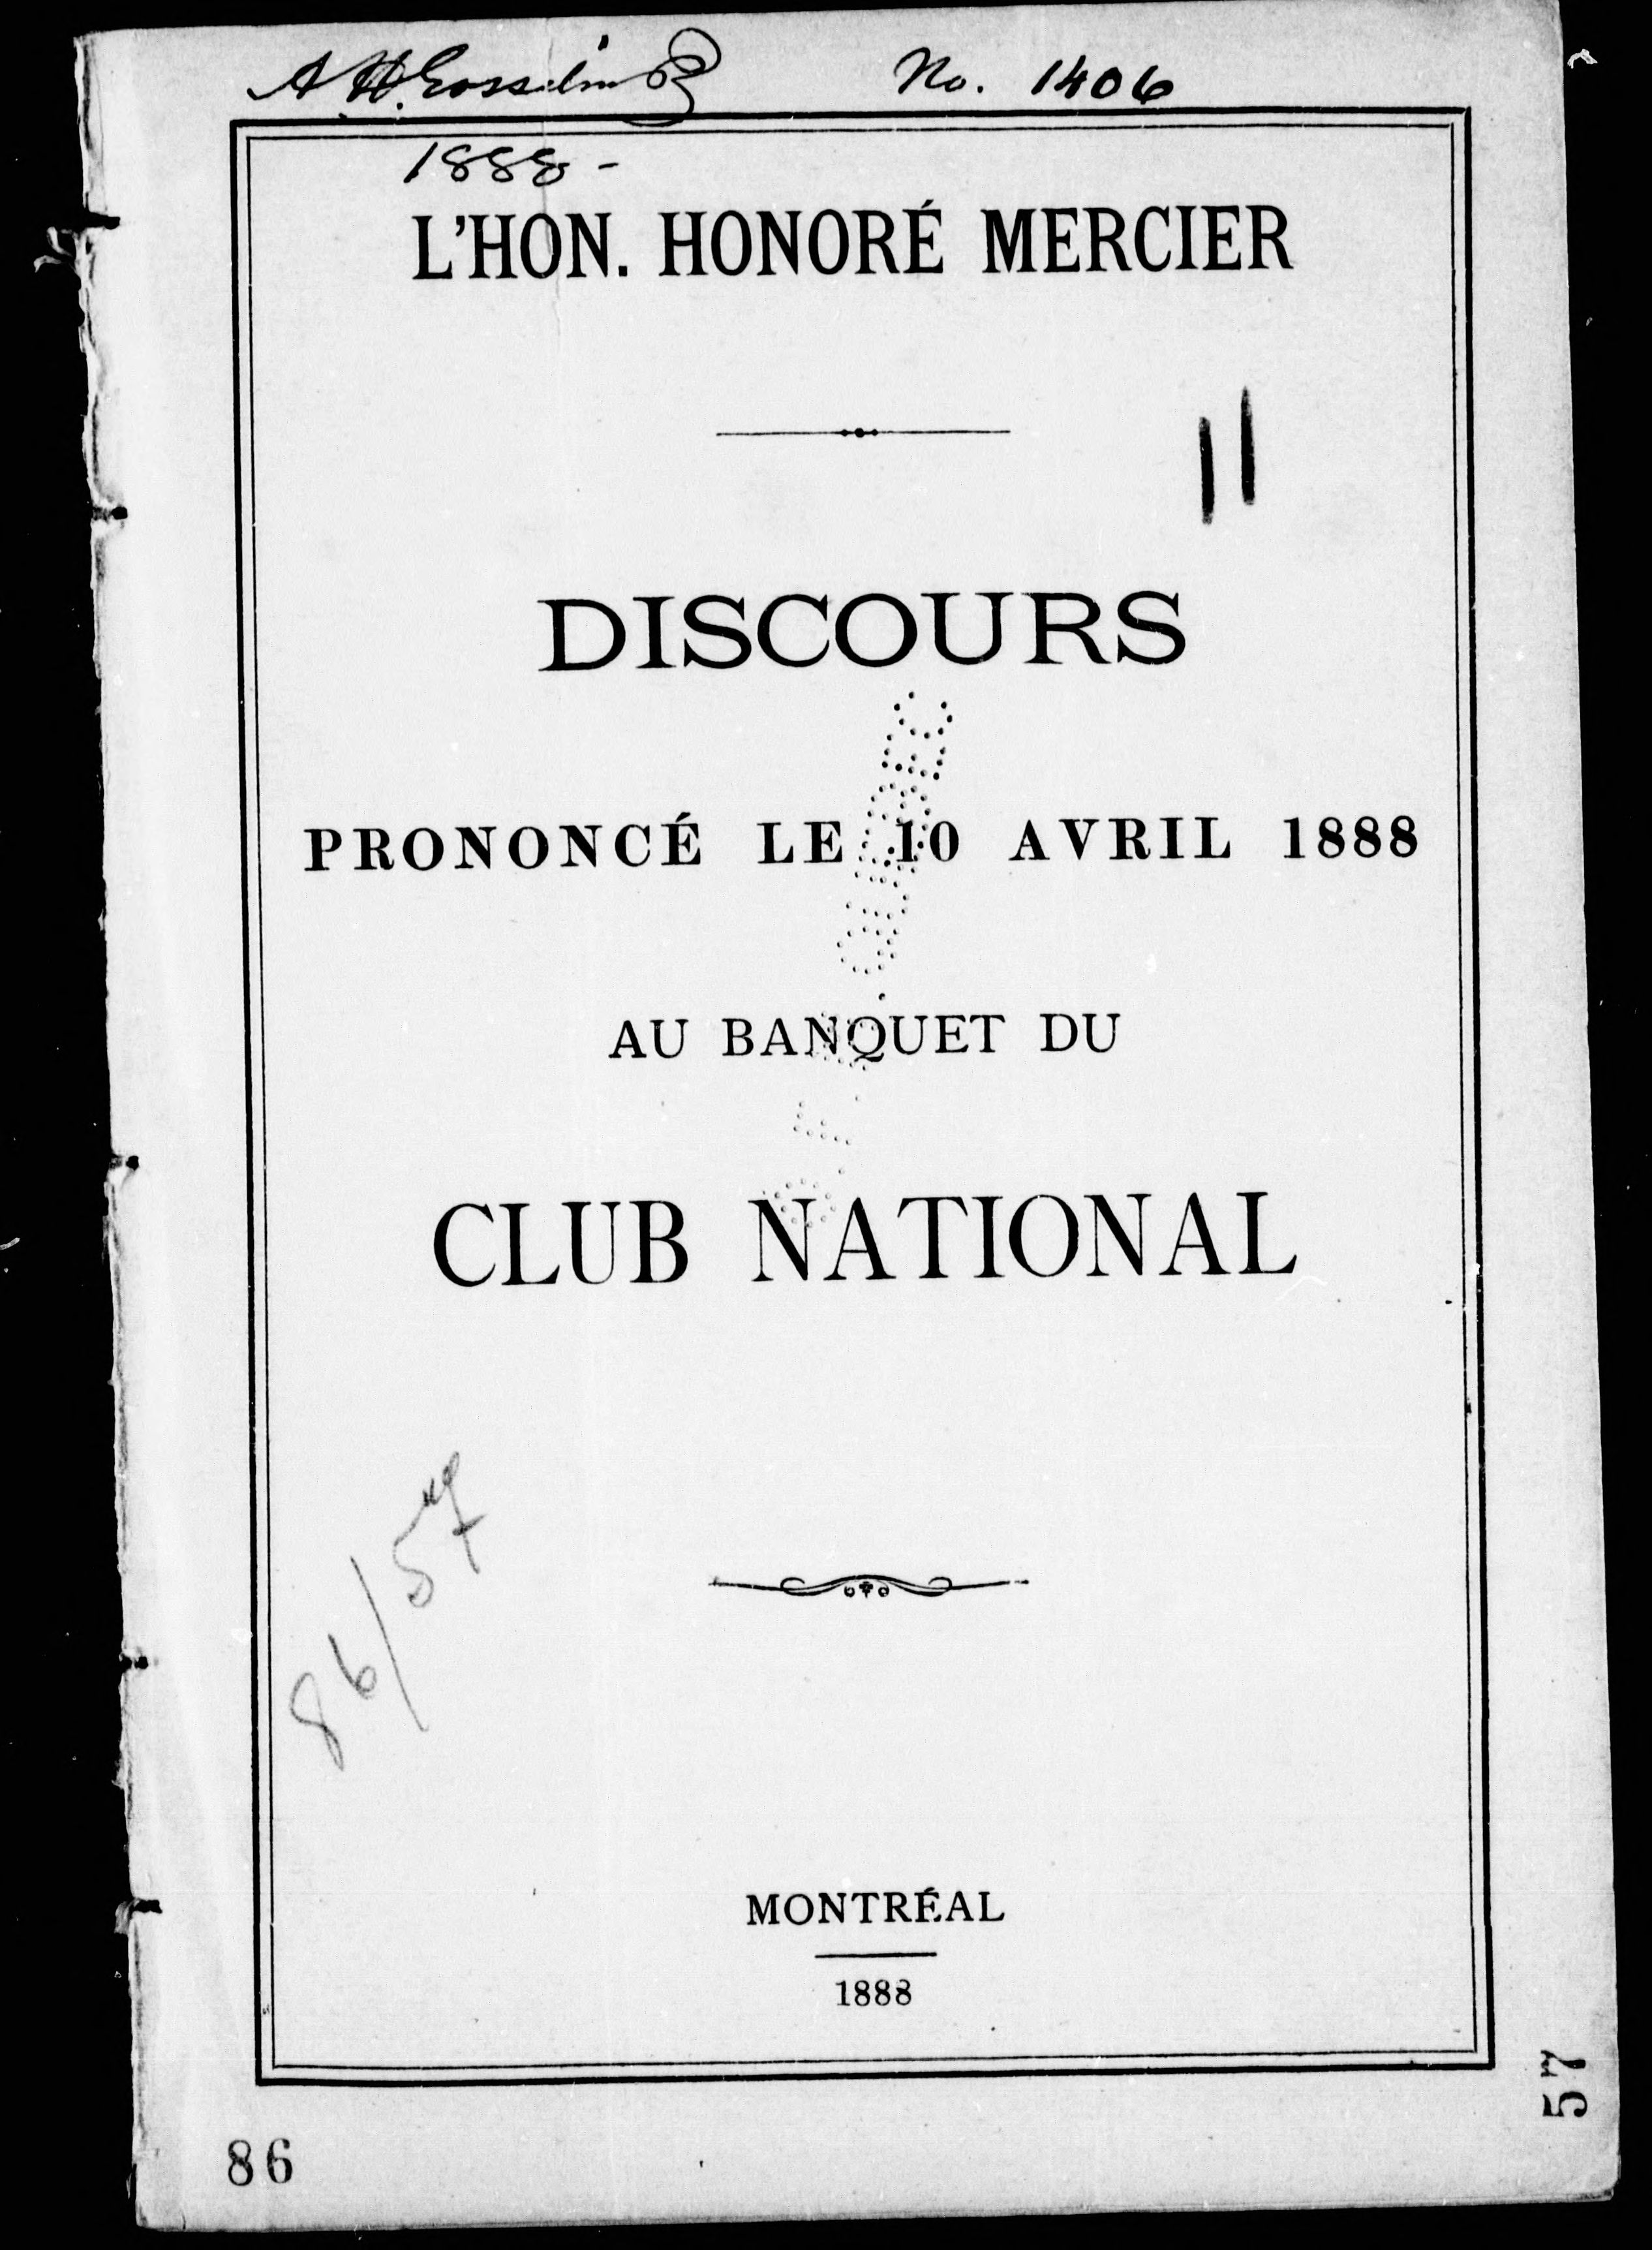 A. H. Gosselin No. 1406
1888 -
L'HON. HONORÉ MERCIER
11
DISCOURS
PRONONCÉ LE 10 AVRIL 1888
AU BANQUET DU
CLUB NATIONAL
86/57
MONTRÉAL
1888
57
86